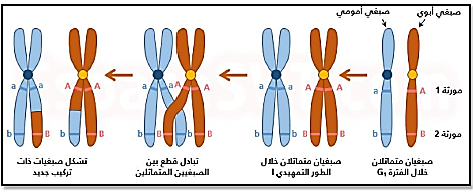 صبغي أبوي
صبغي أمومي
مورثة 1
مورثة 2
a
A
b
B
a
a
A
A
b
b
B
B
a
a
A
A
b
b
B
B
a
a
A
A
b
B
b
B
صبغيان متماثلان
خلال الفترة G₁
صبغيان متماثلان خلال
الطور التمهيدي I
تبادل قطع بين
الصبغيين المتماثلين
تشكل صبغيات ذات
تركيب جديد